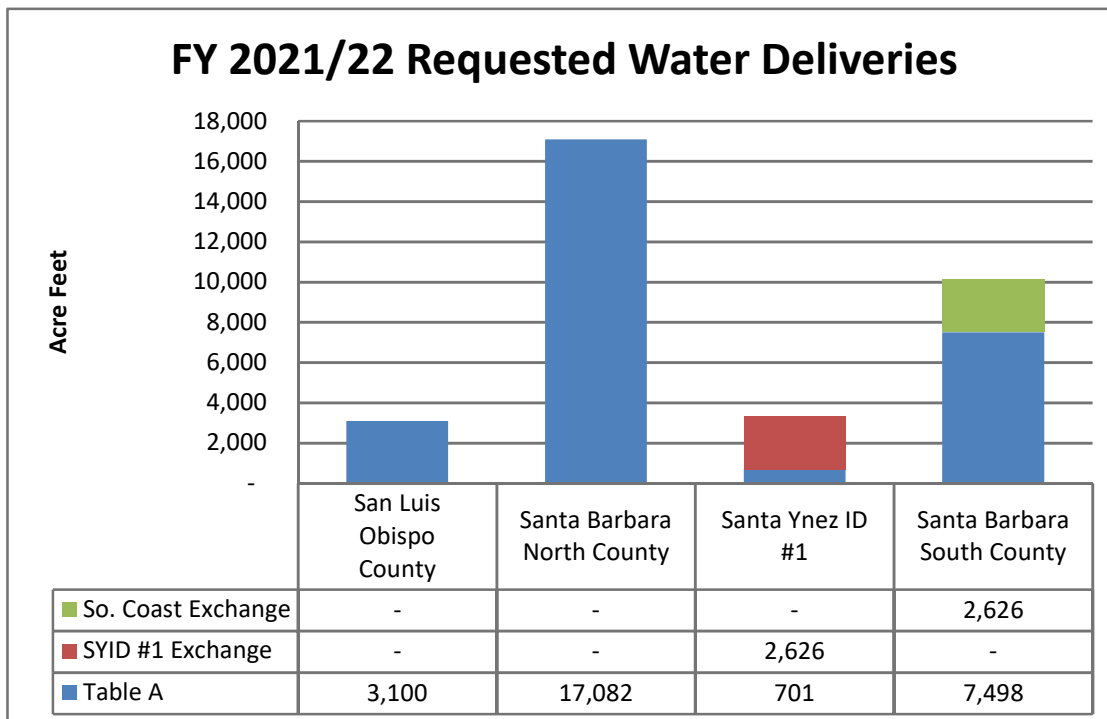 FY 2021/22 Requested Water Deliveries
18,000
16,000
14,000
12,000
10,000
8,000
6,000
4,000
2,000
-
Acre Feet
San Luis
Obispo
County
Santa Barbara
North County
Santa Ynez ID
#1
Santa Barbara
South County
So. Coast Exchange - - - 2,626
SYID #1 Exchange - - 2,626 -
Table A 3,100 17,082 701 7,498